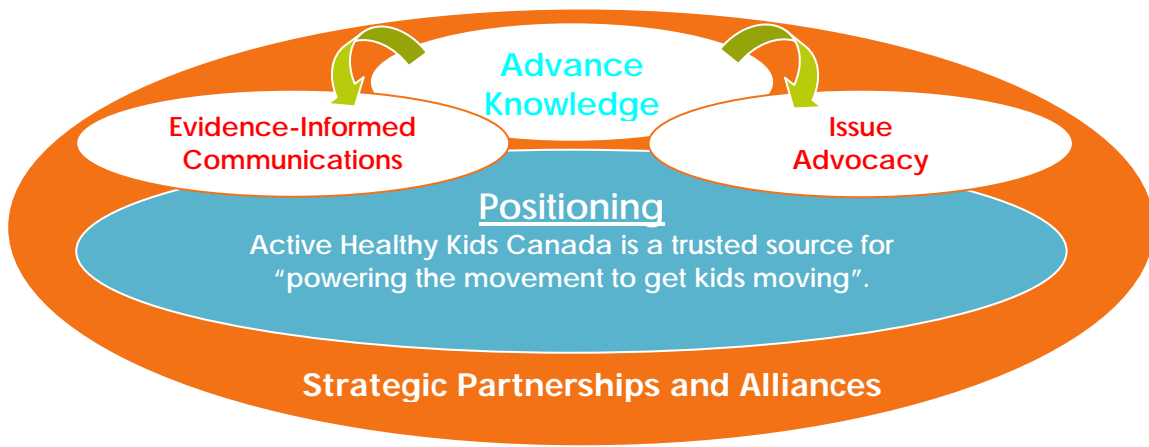 Advance
Knowledge
Evidence-Informed
Communications
Issue
Advocacy
Positioning
Active Healthy Kids Canada is a trusted source for
“powering the movement to get kids moving”.
Strategic Partnerships and Alliances